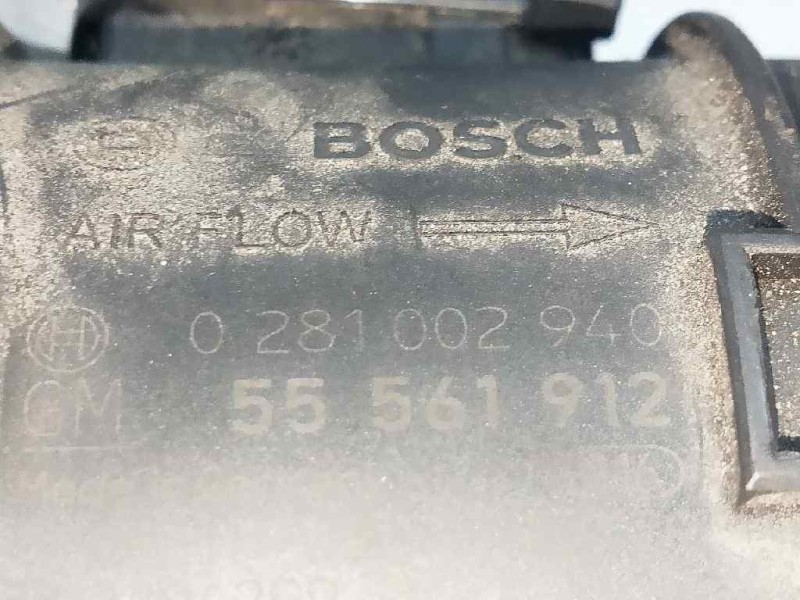 BOSCH
AIR FLOW
0 281 002 940
GM 55 561 912